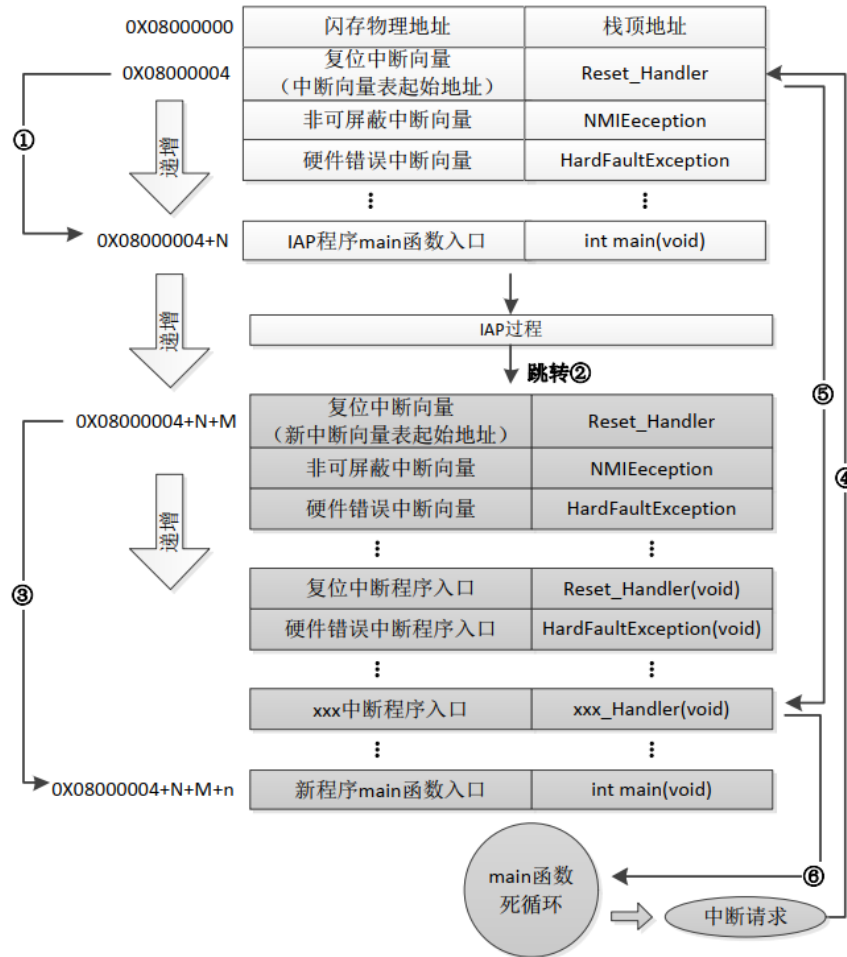 0X08000000
闪存物理地址
栈顶地址
0X08000004
复位中断向量
（中断向量表起始地址）
Reset_Handler
①
递增
非可屏蔽中断向量
NMIEeception
硬件错误中断向量
HardFaultException
0X08000004+N
IAP程序main函数入口
int main(void)
递增
IAP过程
跳转②
⑤
0X08000004+N+M
复位中断向量
（新中断向量表起始地址）
Reset_Handler
非可屏蔽中断向量
NMIEeception
④
递增
硬件错误中断向量
HardFaultException
③
复位中断程序入口
Reset_Handler(void)
硬件错误中断程序入口
HardFaultException(void)
xxx中断程序入口
xxx_Handler(void)
0X08000004+N+M+n
新程序main函数入口
int main(void)
⑥
main函数
死循环
中断请求